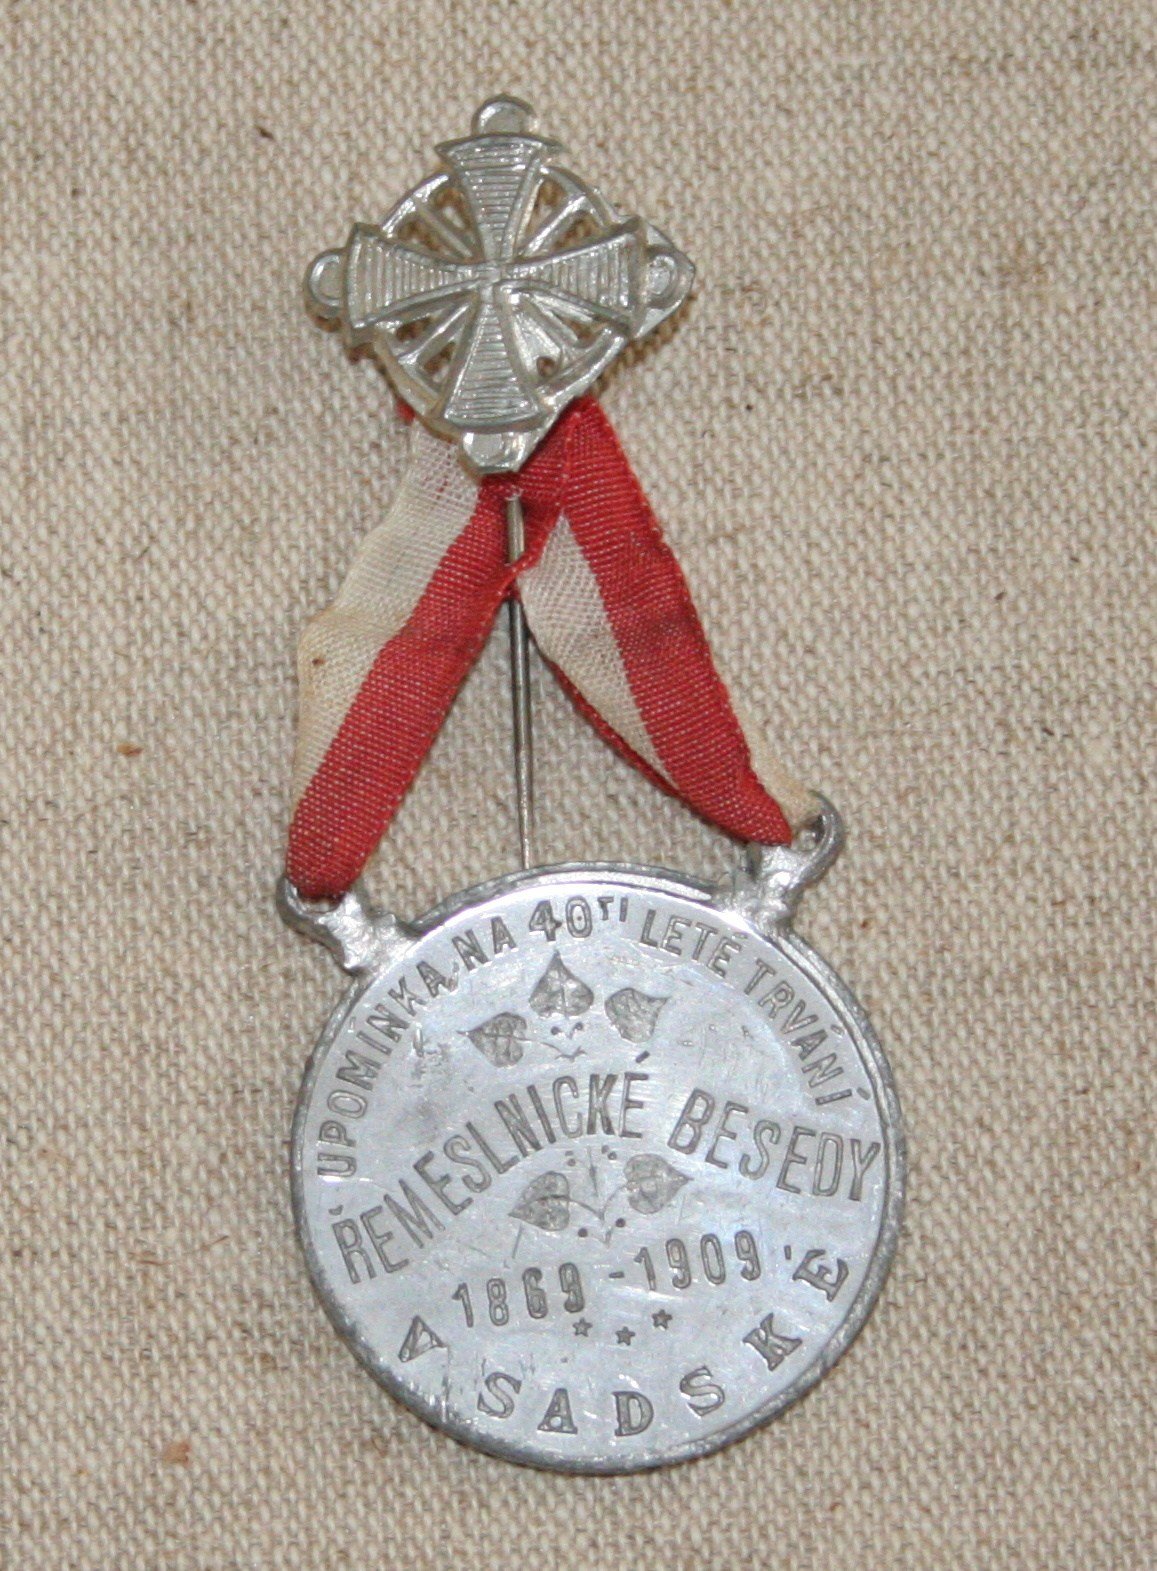 UPOMÍNKA NA 40TI LETÉ TRVÁNÍ
ŘEMESLNICKÉ BESEDY
1869-1909
V SADSKÉ